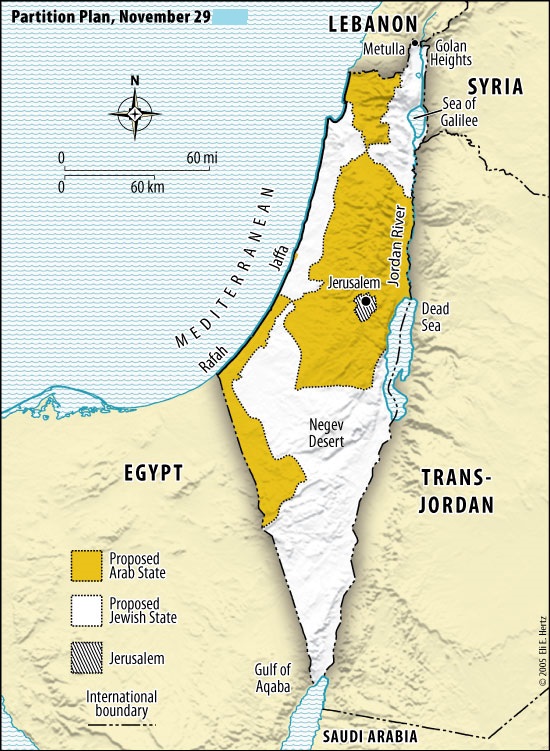 Partition Plan, November 29
LEBANON
Metulla
Golan
Heights
SYRIA
Sea of
Galilee
N
0
60 mi
0
60 km
MEDITERRANEAN
Jaffa
Jordan River
Jerusalem
Dead
Sea
Rafah
Negev
Desert
EGYPT
TRANS-
JORDAN
Proposed
Arab State
Proposed
Jewish State
Jerusalem
International
boundary
Gulf of
Aqaba
SAUDI ARABIA
© 2005 Eli E. Hertz